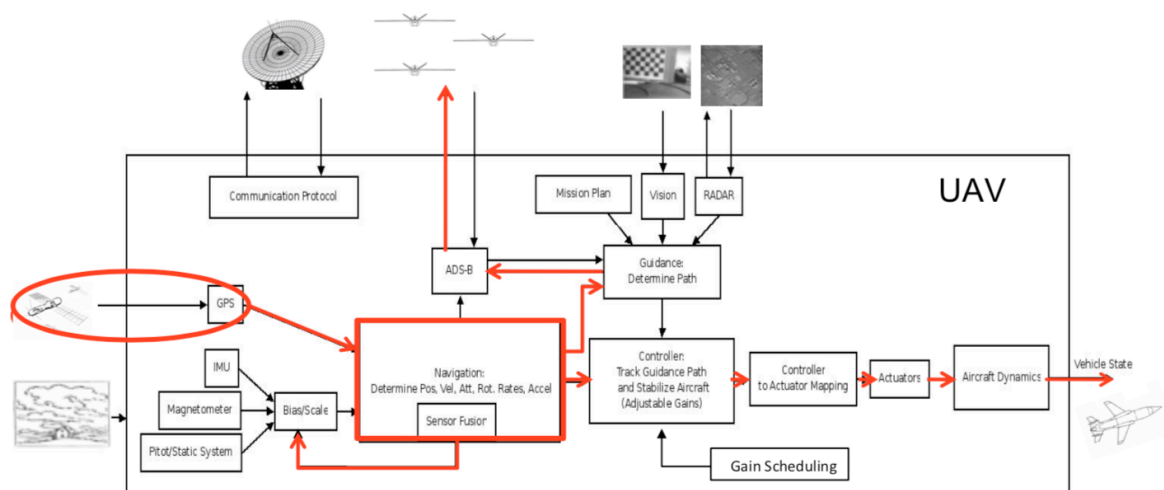 UAV
Communication Protocol
Mission Plan
Vision
RADAR
ADS-B
Guidance:
Determine Path
GPS
IMU
Magnetometer
Pitot/Static System
Bias/Scale
Navigation:
Determine Pos, Vel, Att, Rot. Rates, Accel
Sensor Fusion
Controller:
Track Guidance Path
and Stabilize Aircraft
(Adjustable Gains)
Controller
to Actuator Mapping
Actuators
Aircraft Dynamics
Vehicle State
Gain Scheduling